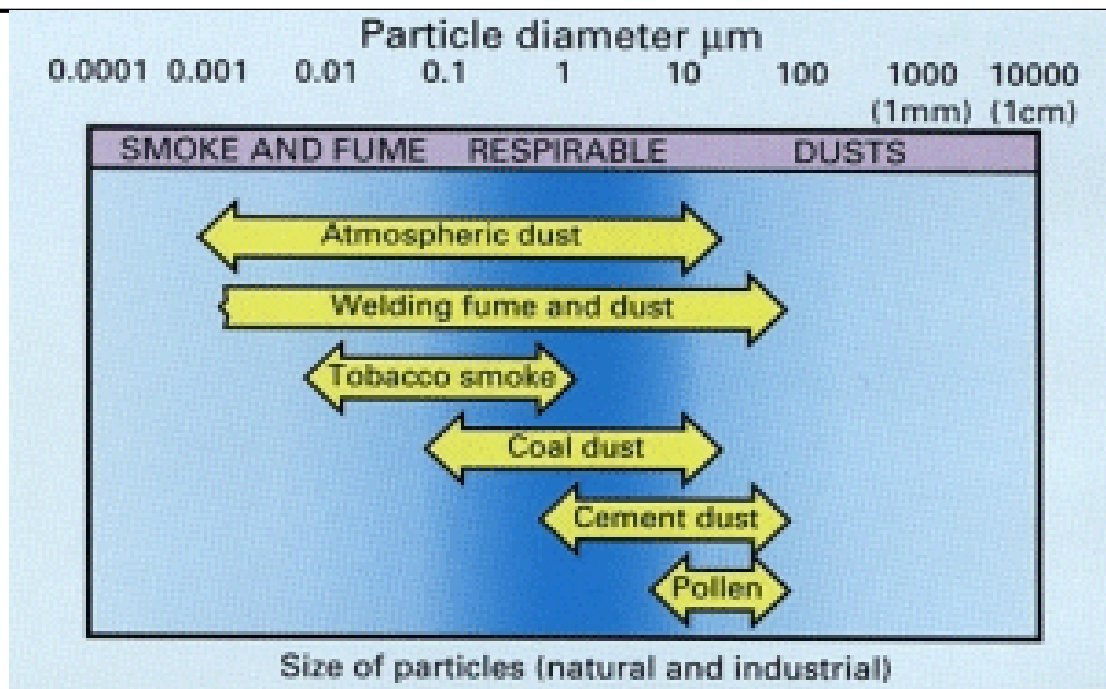 Particle diameter μm
0.0001 0.001 0.01 0.1 1 10 100 1000 10000
(1mm) (1cm)
SMOKE AND FUME RESPIRABLE DUSTS
Atmospheric dust
Welding fume and dust
Tobacco smoke
Coal dust
Cement dust
Pollen
Size of particles (natural and industrial)